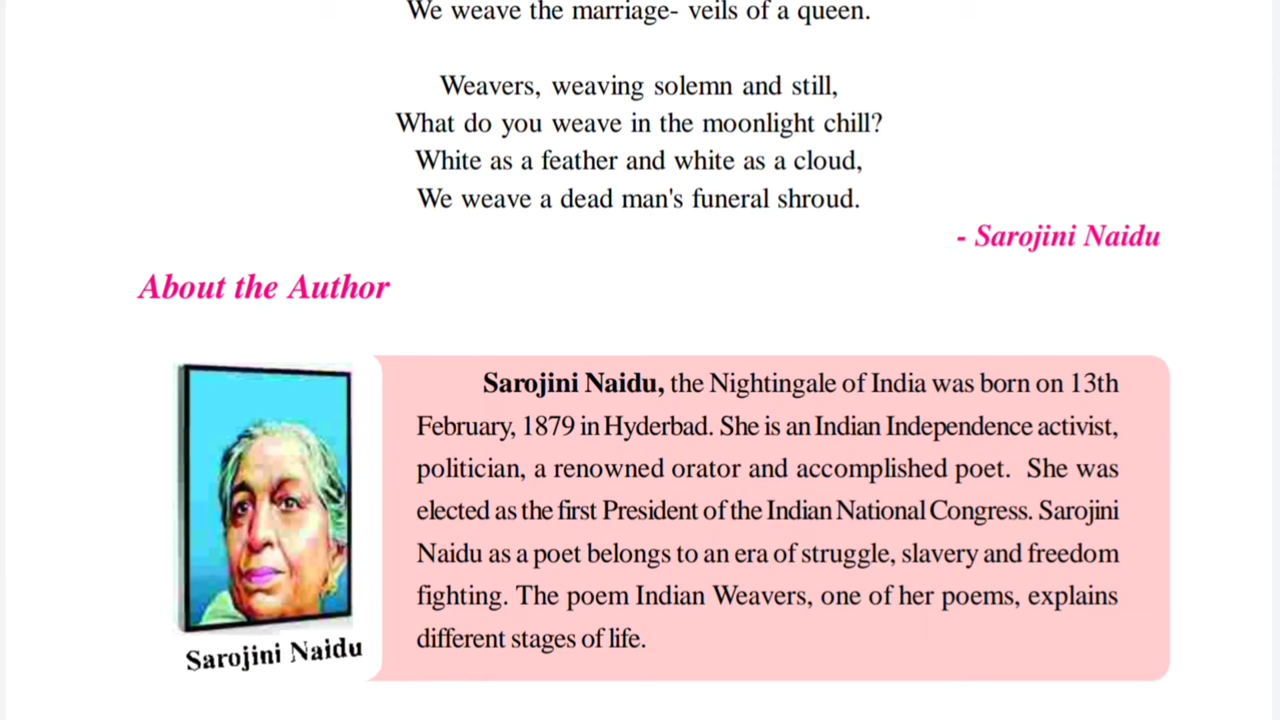 We weave the marriage- veils of a queen.
Weavers, weaving solemn and still,
What do you weave in the moonlight chill?
White as a feather and white as a cloud,
We weave a dead man's funeral shroud.
- Sarojini Naidu
About the Author
Sarojini Naidu, the Nightingale of India was born on 13th
February, 1879 in Hyderbad. She is an Indian Independence activist,
politician, a renowned orator and accomplished poet. She was
elected as the first President of the Indian National Congress. Sarojini
Naidu as a poet belongs to an era of struggle, slavery and freedom
fighting. The poem Indian Weavers, one of her poems, explains
different stages of life.
Sarojini Naidu